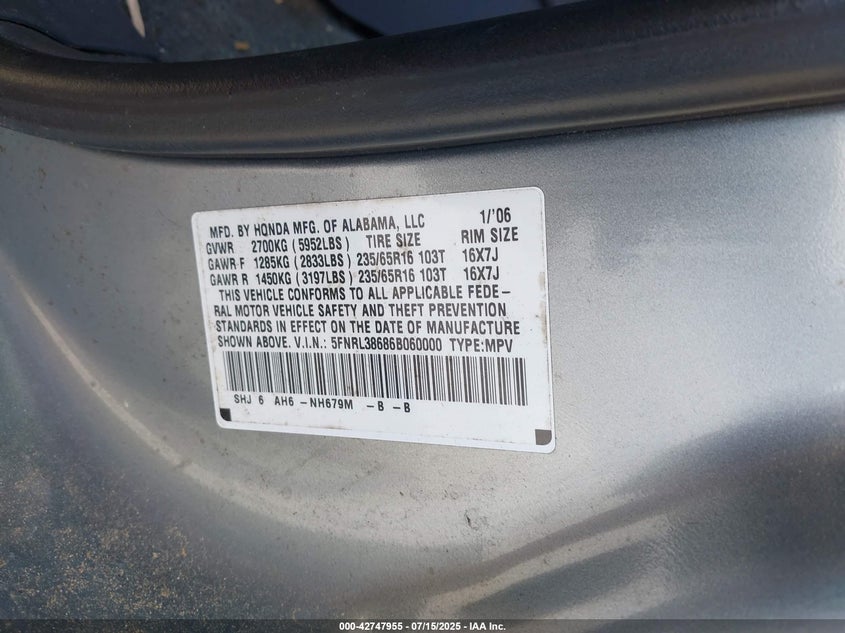 MFD. BY HONDA MFG. OF ALABAMA, LLC 1/'06
GVWR 2700KG (5952LBS) TIRE SIZE RIM SIZE
GAWR F 1285KG (2833LBS) 235/65R16 103T 16X7J
GAWR R 1450KG (3197LBS) 235/65R16 103T 16X7J
THIS VEHICLE CONFORMS TO ALL APPLICABLE FEDE-
RAL MOTOR VEHICLE SAFETY AND THEFT PREVENTION
STANDARDS IN EFFECT ON THE DATE OF MANUFACTURE
SHOWN ABOVE. V.I.N.: 5FNRL38686B060000 TYPE:MPV
SHJ 6 AH6 -NH679M -B -B
000-42747955 - 07/15/2025 - IAA Inc.